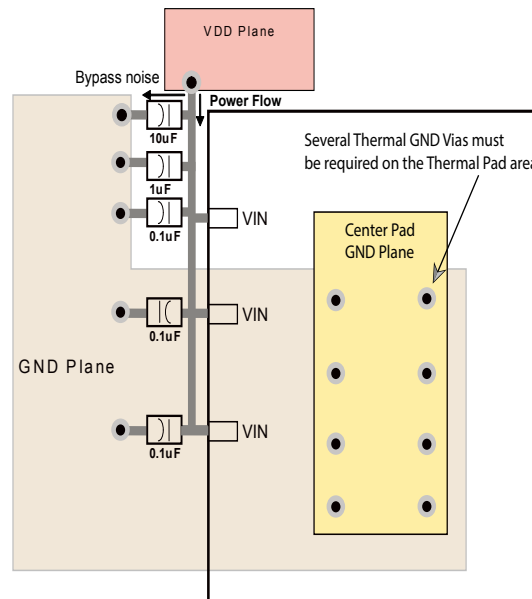 VDD Plane
Bypass noise
Power Flow
10uF
Several Thermal GND Vias must
be required on the Thermal Pad area
1uF
0.1uF
VIN
Center Pad
GND Plane
VIN
0.1uF
GND Plane
VIN
0.1uF